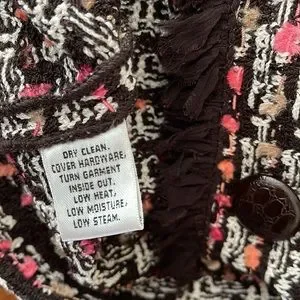 DRY CLEAN.
COVER HARDWARE,
TURN GARMENT
INSIDE OUT.
LOW HEAT,
LOW MOISTURE,
LOW STEAM.